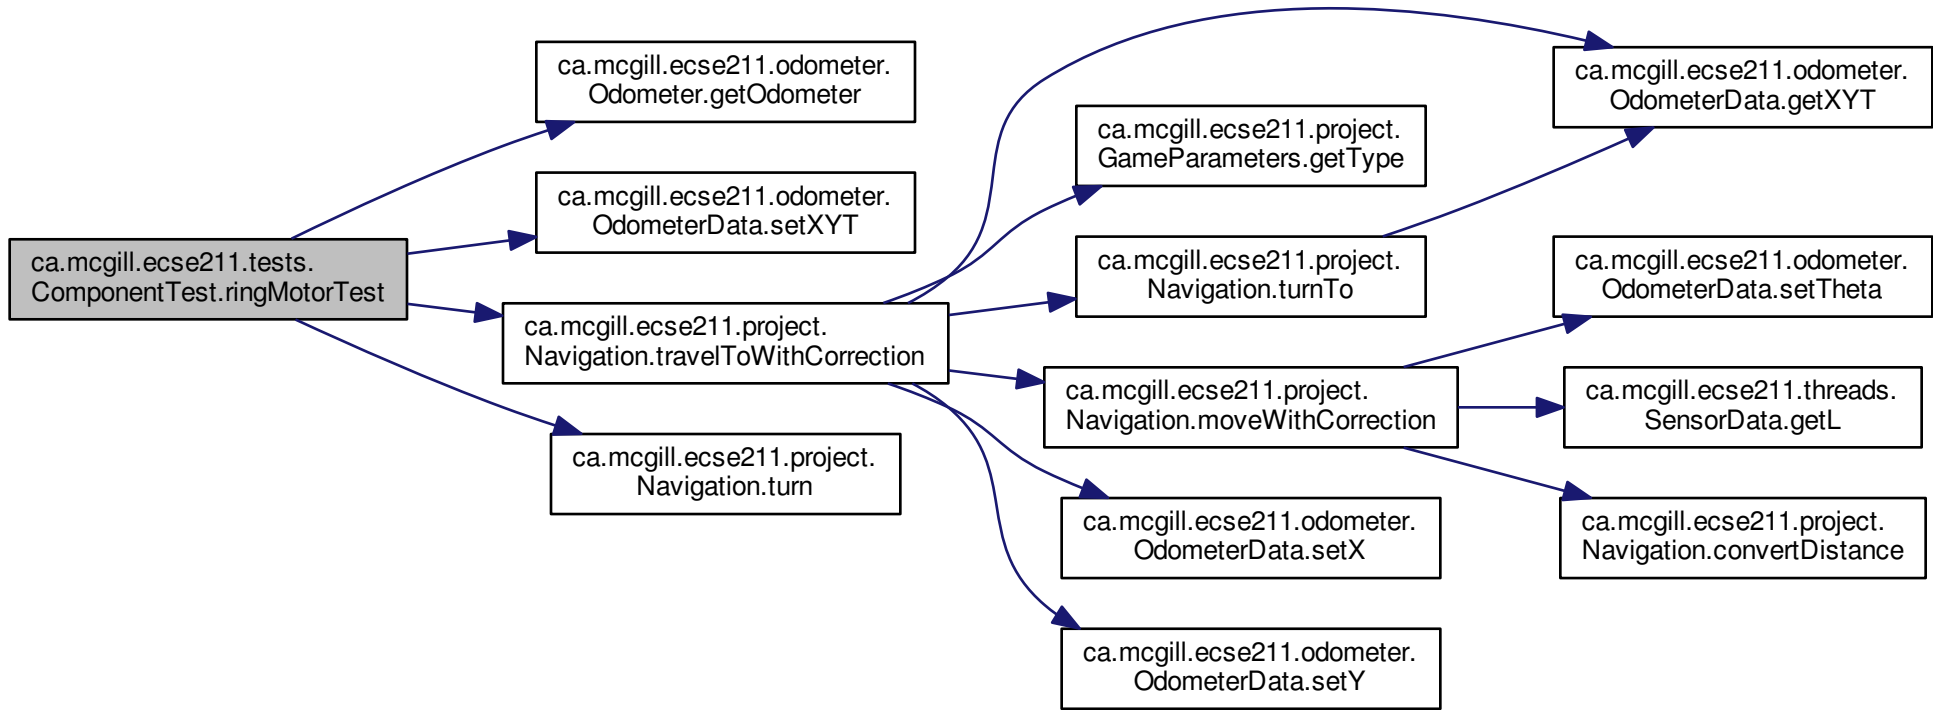 ca.mcgill.ecse211.tests.
ComponentTest.ringMotorTest
ca.mcgill.ecse211.odometer.
Odometer.getOdometer
ca.mcgill.ecse211.odometer.
OdometerData.setXYT
ca.mcgill.ecse211.project.
Navigation.travelToWithCorrection
ca.mcgill.ecse211.project.
Navigation.turn
ca.mcgill.ecse211.project.
GameParameters.getType
ca.mcgill.ecse211.project.
Navigation.turnTo
ca.mcgill.ecse211.project.
Navigation.moveWithCorrection
ca.mcgill.ecse211.odometer.
OdometerData.setX
ca.mcgill.ecse211.odometer.
OdometerData.setY
ca.mcgill.ecse211.odometer.
OdometerData.getXYT
ca.mcgill.ecse211.odometer.
OdometerData.setTheta
ca.mcgill.ecse211.threads.
SensorData.getL
ca.mcgill.ecse211.project.
Navigation.convertDistance